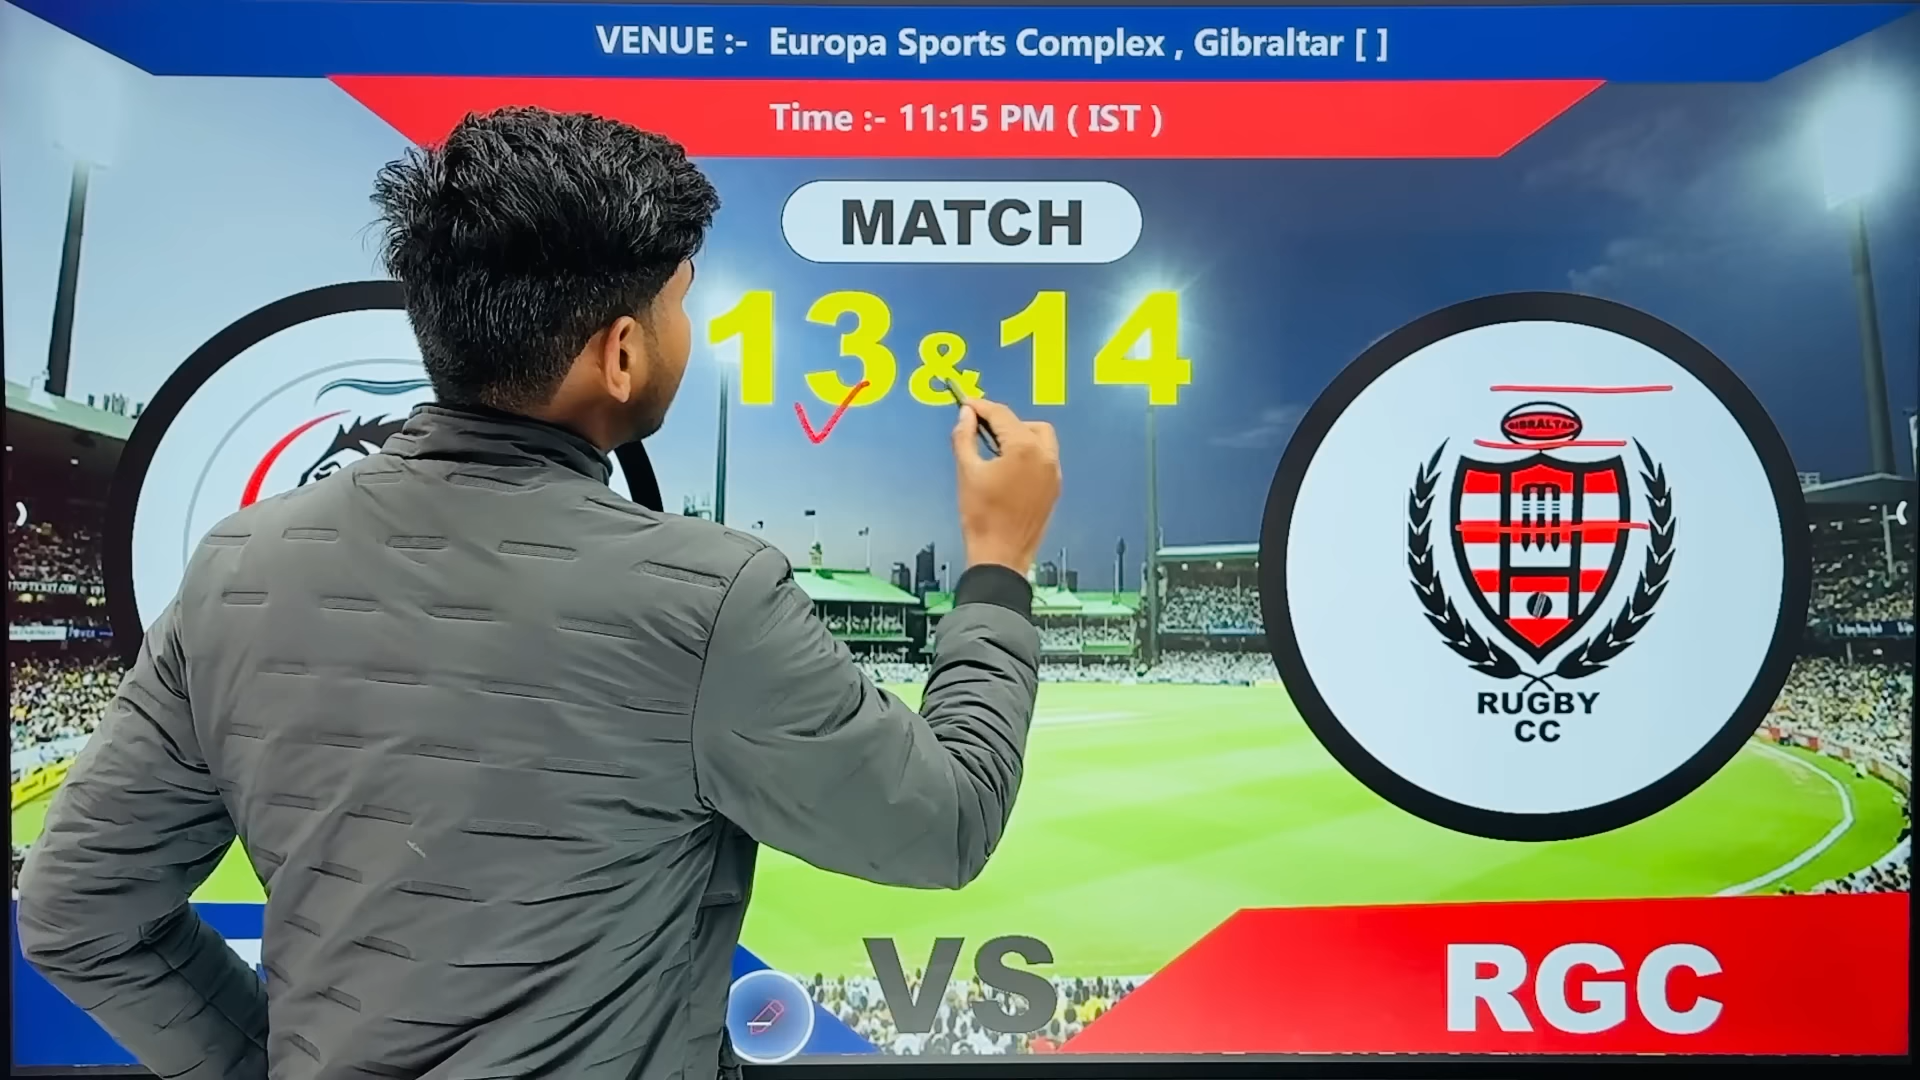 VENUE :- Europa Sports Complex , Gibraltar [ ]
Time :- 11:15 PM ( IST )
MATCH
13 & 14
GIBRALTAR
RUGBY
CC
VS
RGC